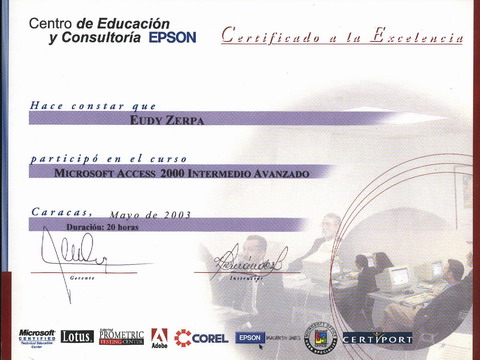 Centro de Educación
y Consultoría EPSON
Certificado a la Excelencia
Hace constar que
EUDY ZERPA
participó en el curso
MICROSOFT ACCESS 2000 INTERMEDIO AVANZADO
Caracas, Mayo de 2003
Duración: 20 horas
Gerente
Instructor
Microsoft
CERTIFIED
Technical Education
Center
Lotus.
PROMETRIC
TESTING CENTER
Adobe
COREL
EPSON
CERTIPORT